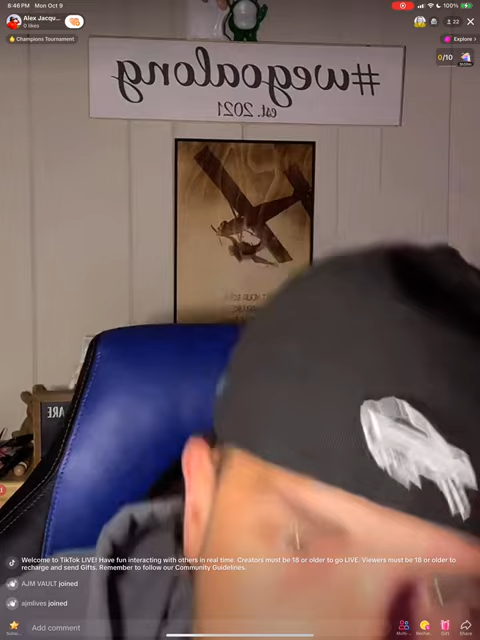 8:46 PM Mon Oct 9
100%
Alex Jacqu...
0 likes
22
Champions Tournament
Explore
0/10
#wegoalong
est. 2021
ARE
Welcome to TikTok LIVE! Have fun interacting with others in real time. Creators must be 18 or older to go LIVE. Viewers must be 18 or older to
recharge and send Gifts. Remember to follow our Community Guidelines.
AJM VAULT joined
ajmlives joined
Add comment
Gift
Share